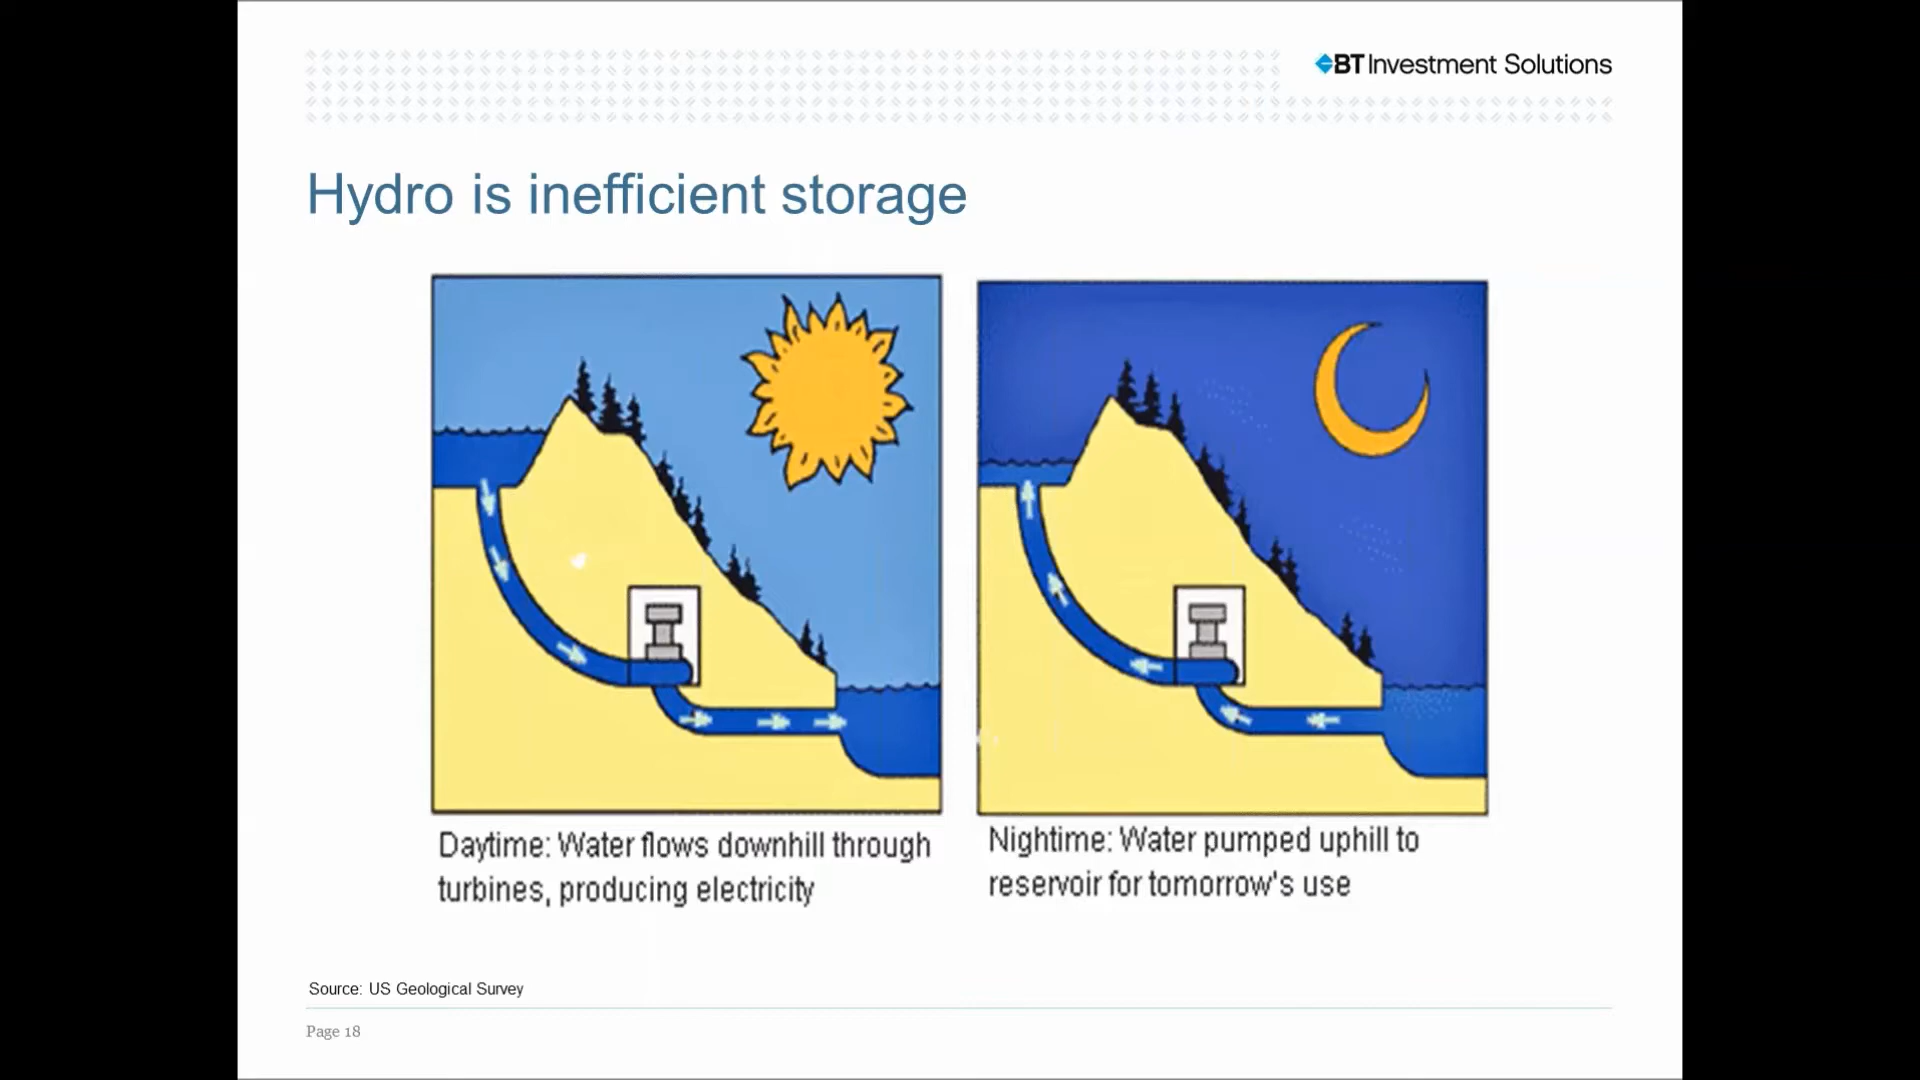 BT Investment Solutions
Hydro is inefficient storage
Daytime: Water flows downhill through
turbines, producing electricity
Nightime: Water pumped uphill to
reservoir for tomorrow's use
Source: US Geological Survey
Page 18